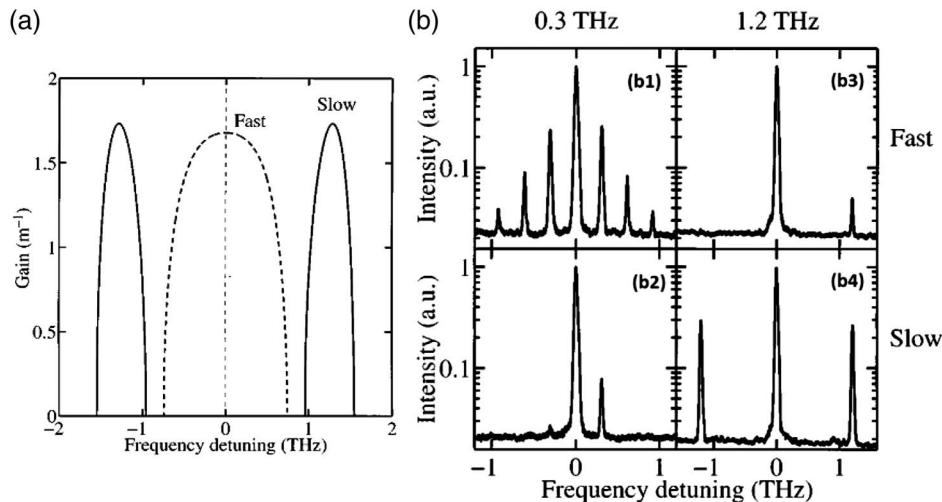 (a)
2
1.5
1
0.5
0
Gain (m⁻¹)
Fast
Slow
−2 −1 0 1 2
Frequency detuning (THz)
(b)
0.3 THz 1.2 THz
(b1) (b3)
1
0.1
Intensity (a.u.)
Fast
(b2) (b4)
1
0.1
Intensity (a.u.)
Slow
−1 0 1 −1 0 1
Frequency detuning (THz)